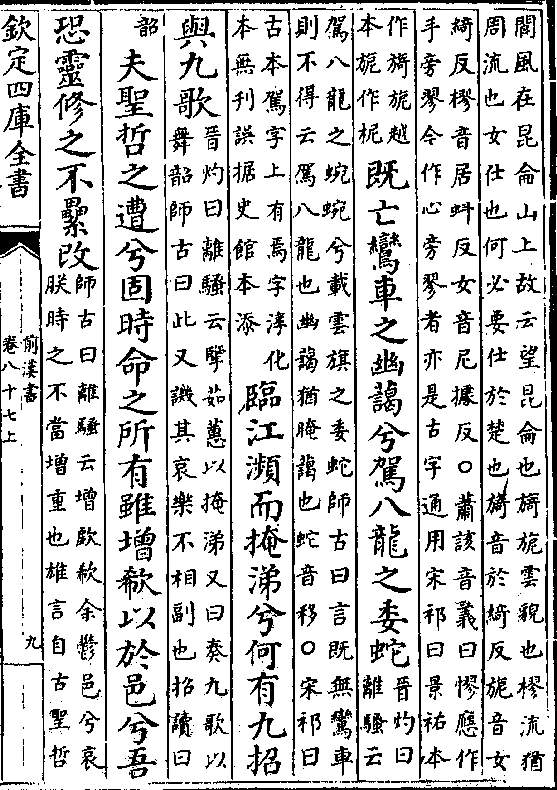 閬風在昆侖山上故云望昆侖也旖旎雲貌也樛流猶
周流也女仕也何必要仕於楚也旖音於綺反旎音女
綺反樛音居虯反女音尼據反○蕭該音義曰懰應作
手旁翏今作心旁翏者亦是古字通用宋祁曰景祐本
作旖旎越
本旎作柅
既亡鸞車之幽藹兮駕八龍之委蛇
晉灼曰
離騷云
駕八龍之蜿蜿兮載雲旗之委蛇師古曰言既無鸞車
則不得云駕八龍也幽藹猶晻藹也蛇音移○宋祁曰
古本駕字上有焉字淳化
本無刊誤据史館本添
臨江瀕而掩涕兮何有九招
與九歌
晉灼曰離騷云擥茹蕙以掩涕又曰奏九歌以
舞韶師古曰此又譏其哀樂不相副也招讀曰
韶
夫聖哲之遭兮固時命之所有雖增欷以於邑兮吾
恐靈修之不纍改
師古曰離騷云增歔欷余鬱邑兮哀
朕時之不當增重也雄言自古聖哲
欽定四庫全書
前漢書
卷八十七上
九